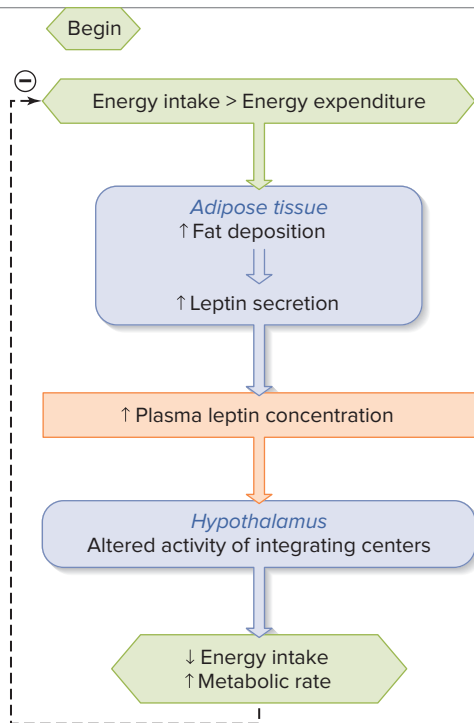 Begin
−
Energy intake > Energy expenditure
Adipose tissue
↑ Fat deposition
↑ Leptin secretion
↑ Plasma leptin concentration
Hypothalamus
Altered activity of integrating centers
↓ Energy intake
↑ Metabolic rate